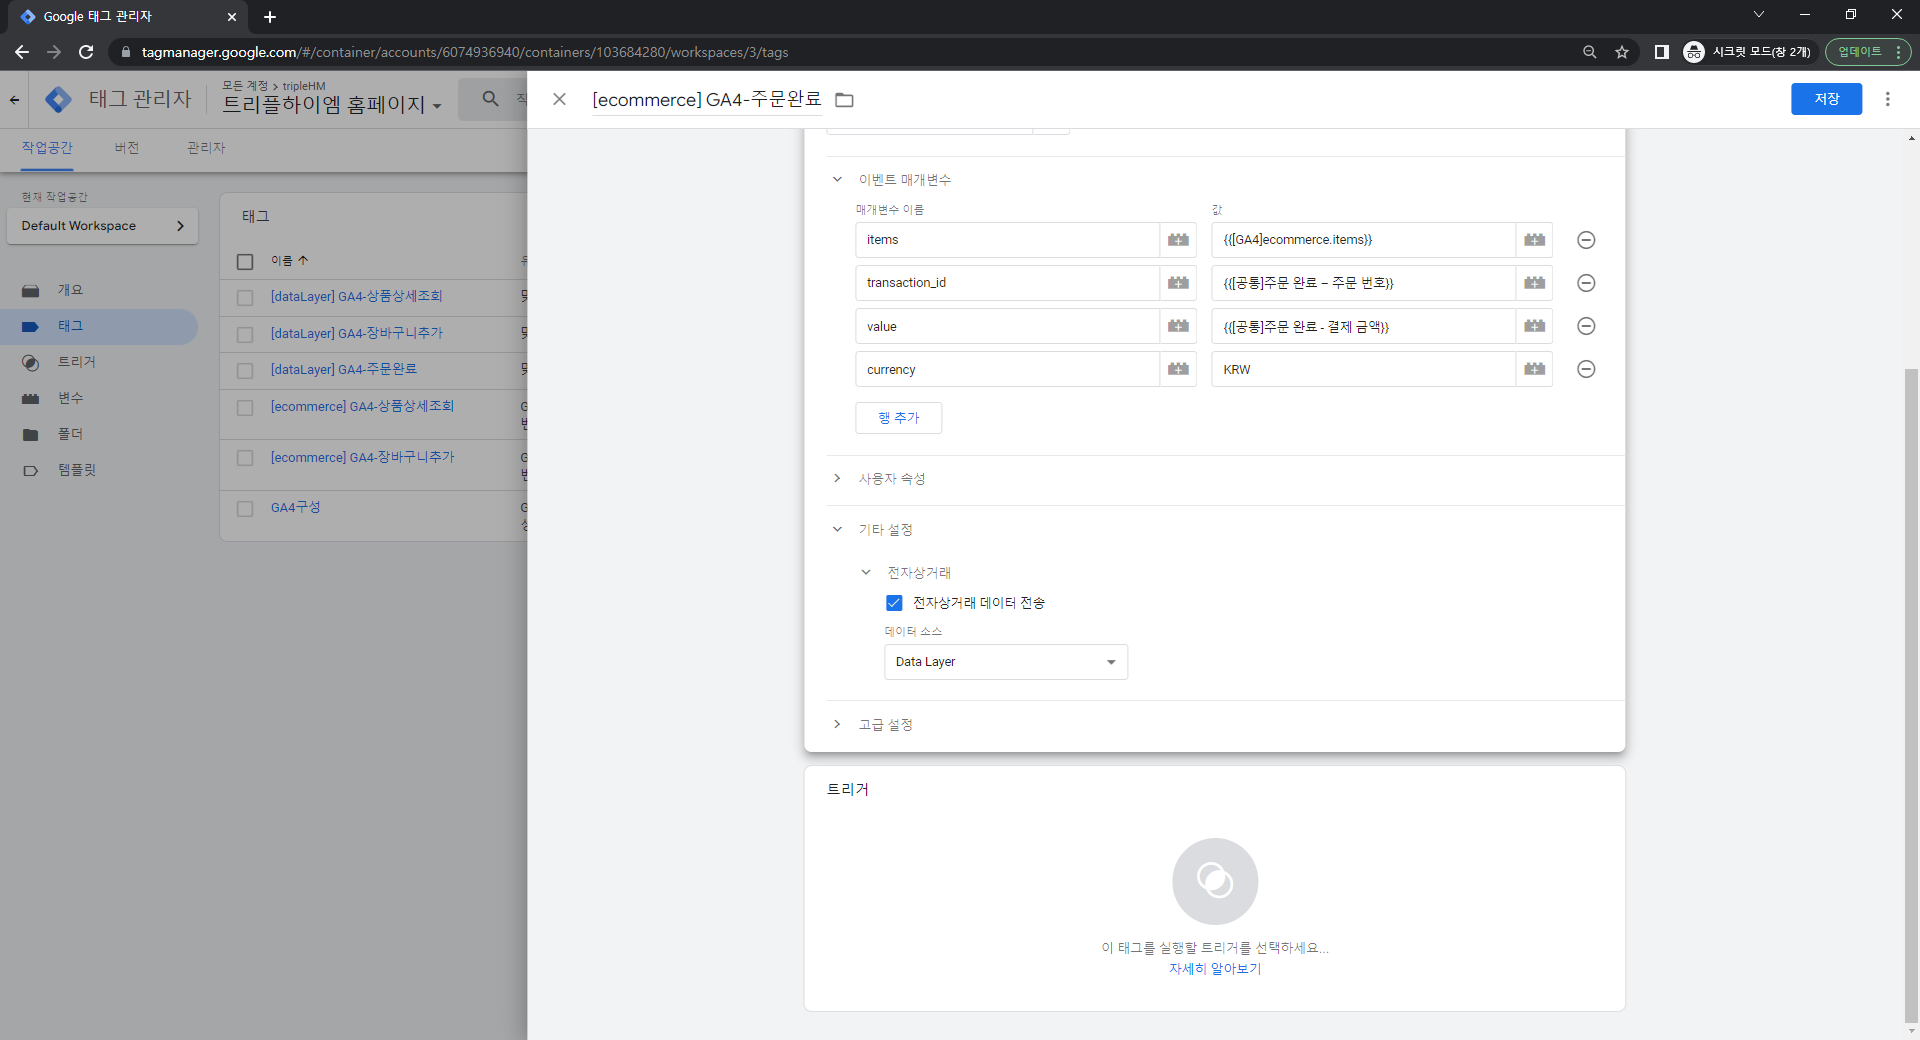 Google 태그 관리자
tagmanager.google.com/#/container/accounts/6074936940/containers/103684280/workspaces/3/tags
시크릿 모드(창 2개)
업데이트
태그 관리자
모든 계정 > tripleHM
트리플하이엠 홈페이지
[ecommerce] GA4-주문완료
저장
작업공간 버전 관리자
현재 작업공간
Default Workspace
개요
태그
트리거
변수
폴더
템플릿
태그
이름
[dataLayer] GA4-상품상세조회
[dataLayer] GA4-장바구니추가
[dataLayer] GA4-주문완료
[ecommerce] GA4-상품상세조회
[ecommerce] GA4-장바구니추가
GA4구성
이벤트 매개변수
매개변수 이름 값
items {{[GA4]ecommerce.items}}
transaction_id {{[공통]주문 완료 – 주문 번호}}
value {{[공통]주문 완료 - 결제 금액}}
currency KRW
행 추가
사용자 속성
기타 설정
전자상거래
전자상거래 데이터 전송
데이터 소스
Data Layer
고급 설정
트리거
이 태그를 실행할 트리거를 선택하세요...
자세히 알아보기